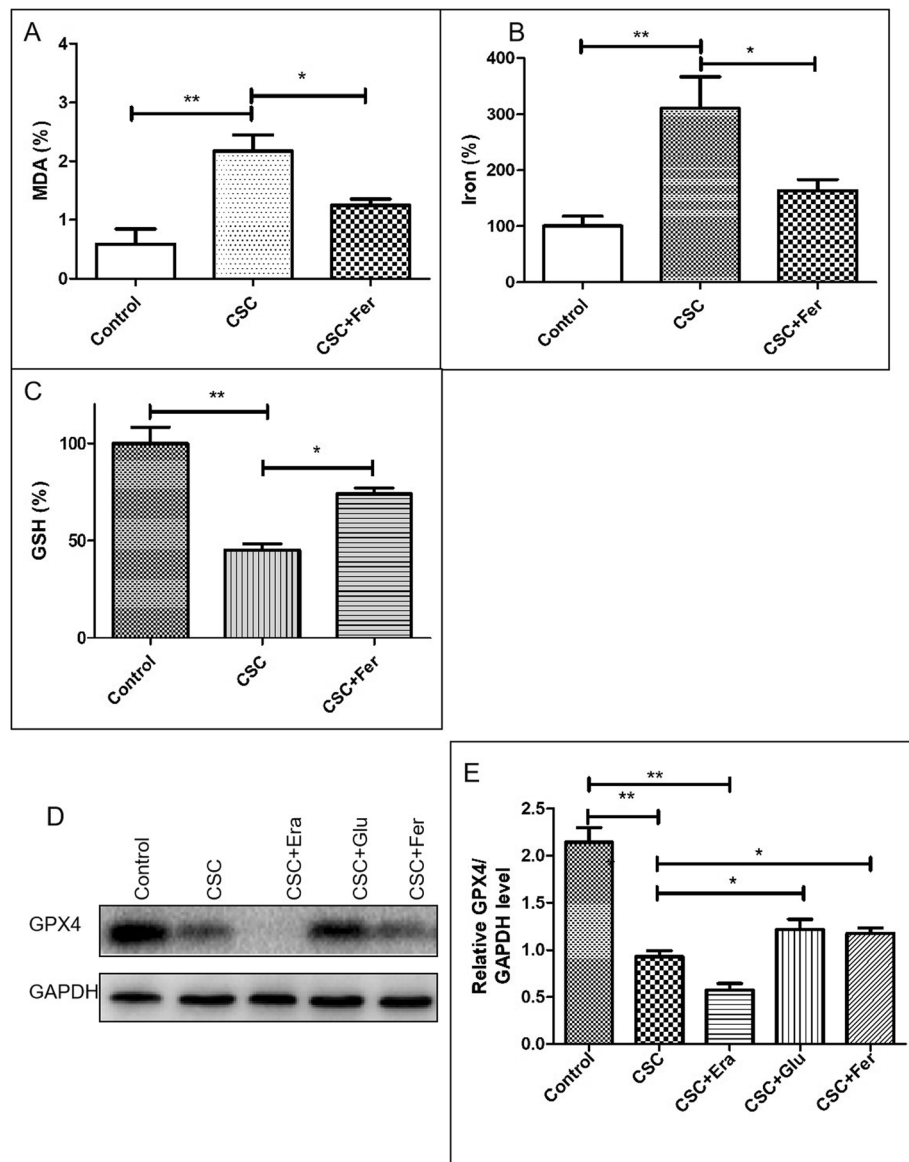 A
MDA (%)
4
3
2
1
0
**
*
Control
CSC
CSC+Fer
B
Iron (%)
400
300
200
100
0
**
*
Control
CSC
CSC+Fer
C
GSH (%)
100
50
0
**
*
Control
CSC
CSC+Fer
D
Control
CSC
CSC+Era
CSC+Glu
CSC+Fer
GPX4
GAPDH
E
Relative GPX4/
GAPDH level
2.5
2.0
1.5
1.0
0.5
0.0
**
**
*
*
Control
CSC
CSC+Era
CSC+Glu
CSC+Fer